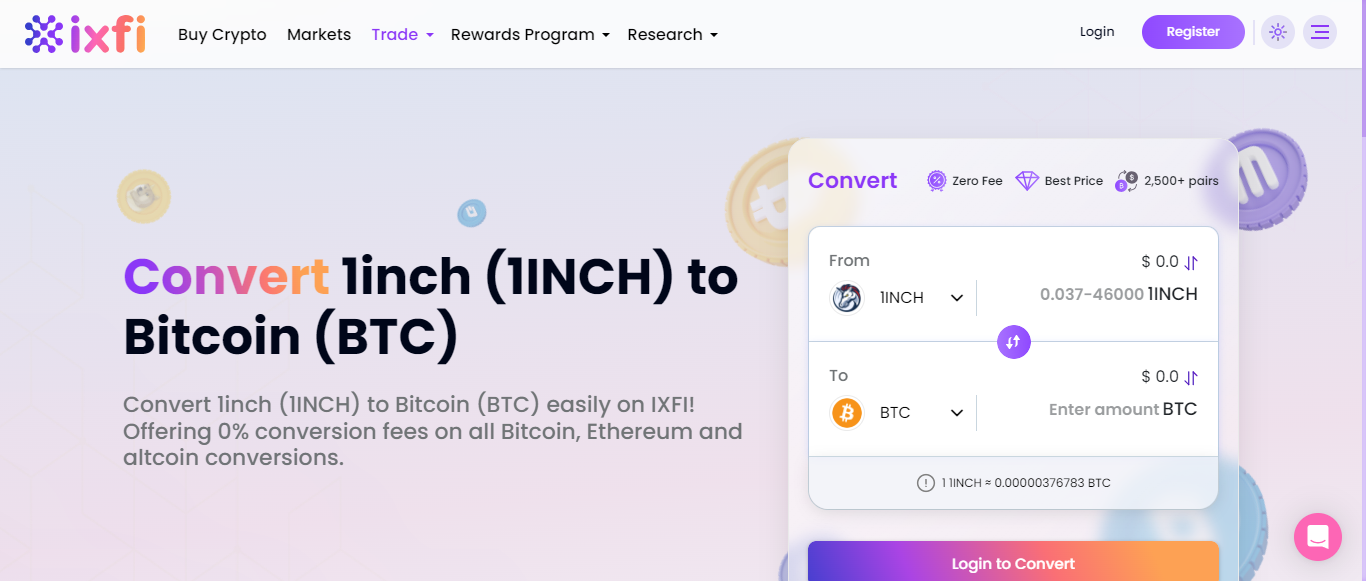 ixfi
Buy Crypto Markets Trade Rewards Program Research Login Register
Convert 1inch (1INCH) to
Bitcoin (BTC)
Convert 1inch (1INCH) to Bitcoin (BTC) easily on IXFI!
Offering 0% conversion fees on all Bitcoin, Ethereum and
altcoin conversions.
Convert Zero Fee Best Price 2,500+ pairs
From $ 0.0
1INCH 0.037-46000 1INCH
To $ 0.0
BTC Enter amount BTC
1 1INCH ≈ 0.00000376783 BTC
Login to Convert